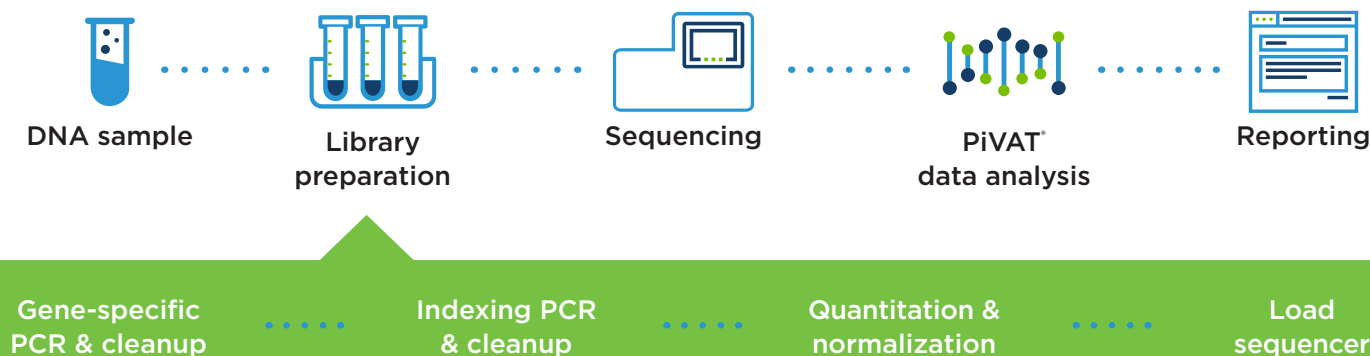 DNA sample
Library
preparation
Sequencing
PiVAT®
data analysis
Reporting
Gene-specific
PCR & cleanup
Indexing PCR
& cleanup
Quantitation &
normalization
Load
sequencer